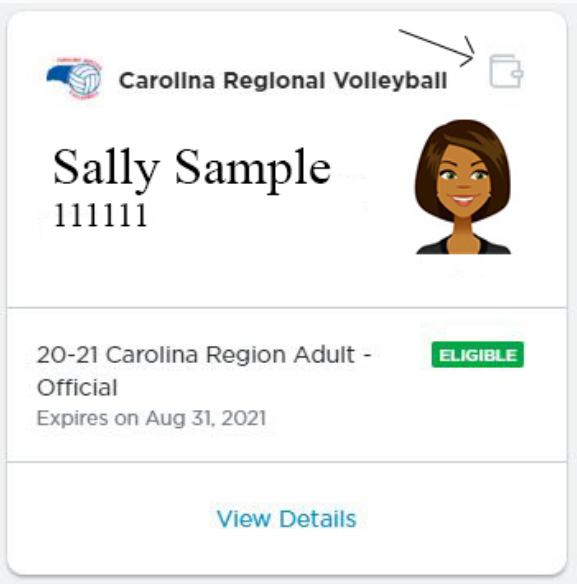 Carolina Regional Volleyball
Sally Sample
111111
20-21 Carolina Region Adult -
Official
ELIGIBLE
Expires on Aug 31, 2021
View Details